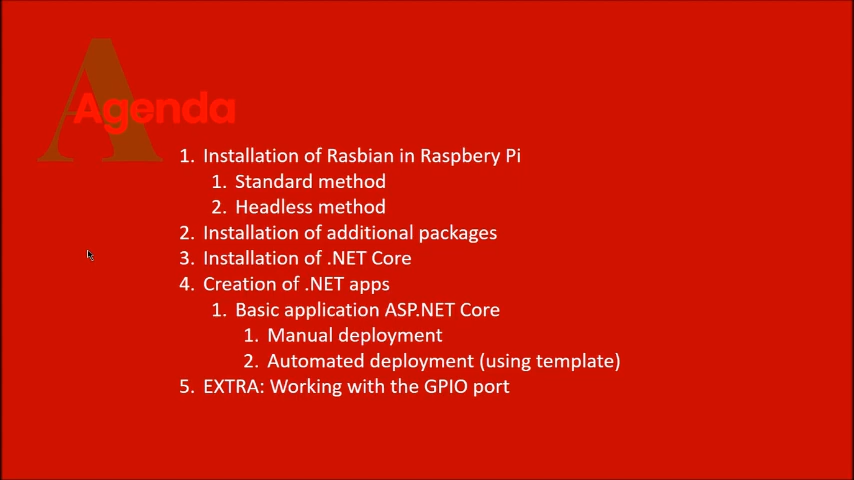 A
Agenda
1. Installation of Rasbian in Raspbery Pi
1. Standard method
2. Headless method
2. Installation of additional packages
3. Installation of .NET Core
4. Creation of .NET apps
1. Basic application ASP.NET Core
1. Manual deployment
2. Automated deployment (using template)
5. EXTRA: Working with the GPIO port